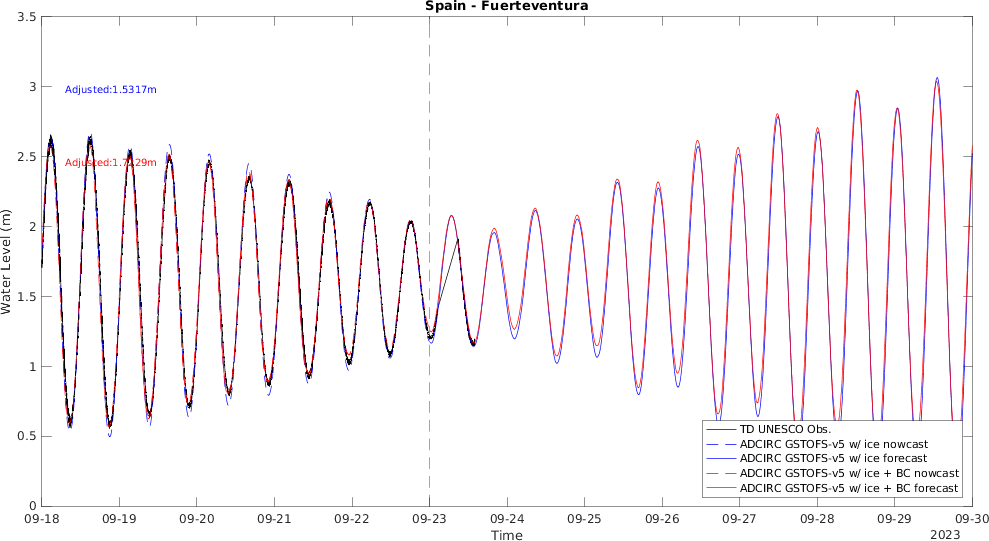 Spain - Fuerteventura
3.5
3
2.5
2
1.5
1
0.5
0
Water Level (m)
Adjusted:1.5317m
Adjusted:1.7229m
TD UNESCO Obs.
ADCIRC GSTOFS-v5 w/ ice nowcast
ADCIRC GSTOFS-v5 w/ ice forecast
ADCIRC GSTOFS-v5 w/ ice + BC nowcast
ADCIRC GSTOFS-v5 w/ ice + BC forecast
09-18 09-19 09-20 09-21 09-22 09-23 09-24 09-25 09-26 09-27 09-28 09-29 09-30
Time
2023